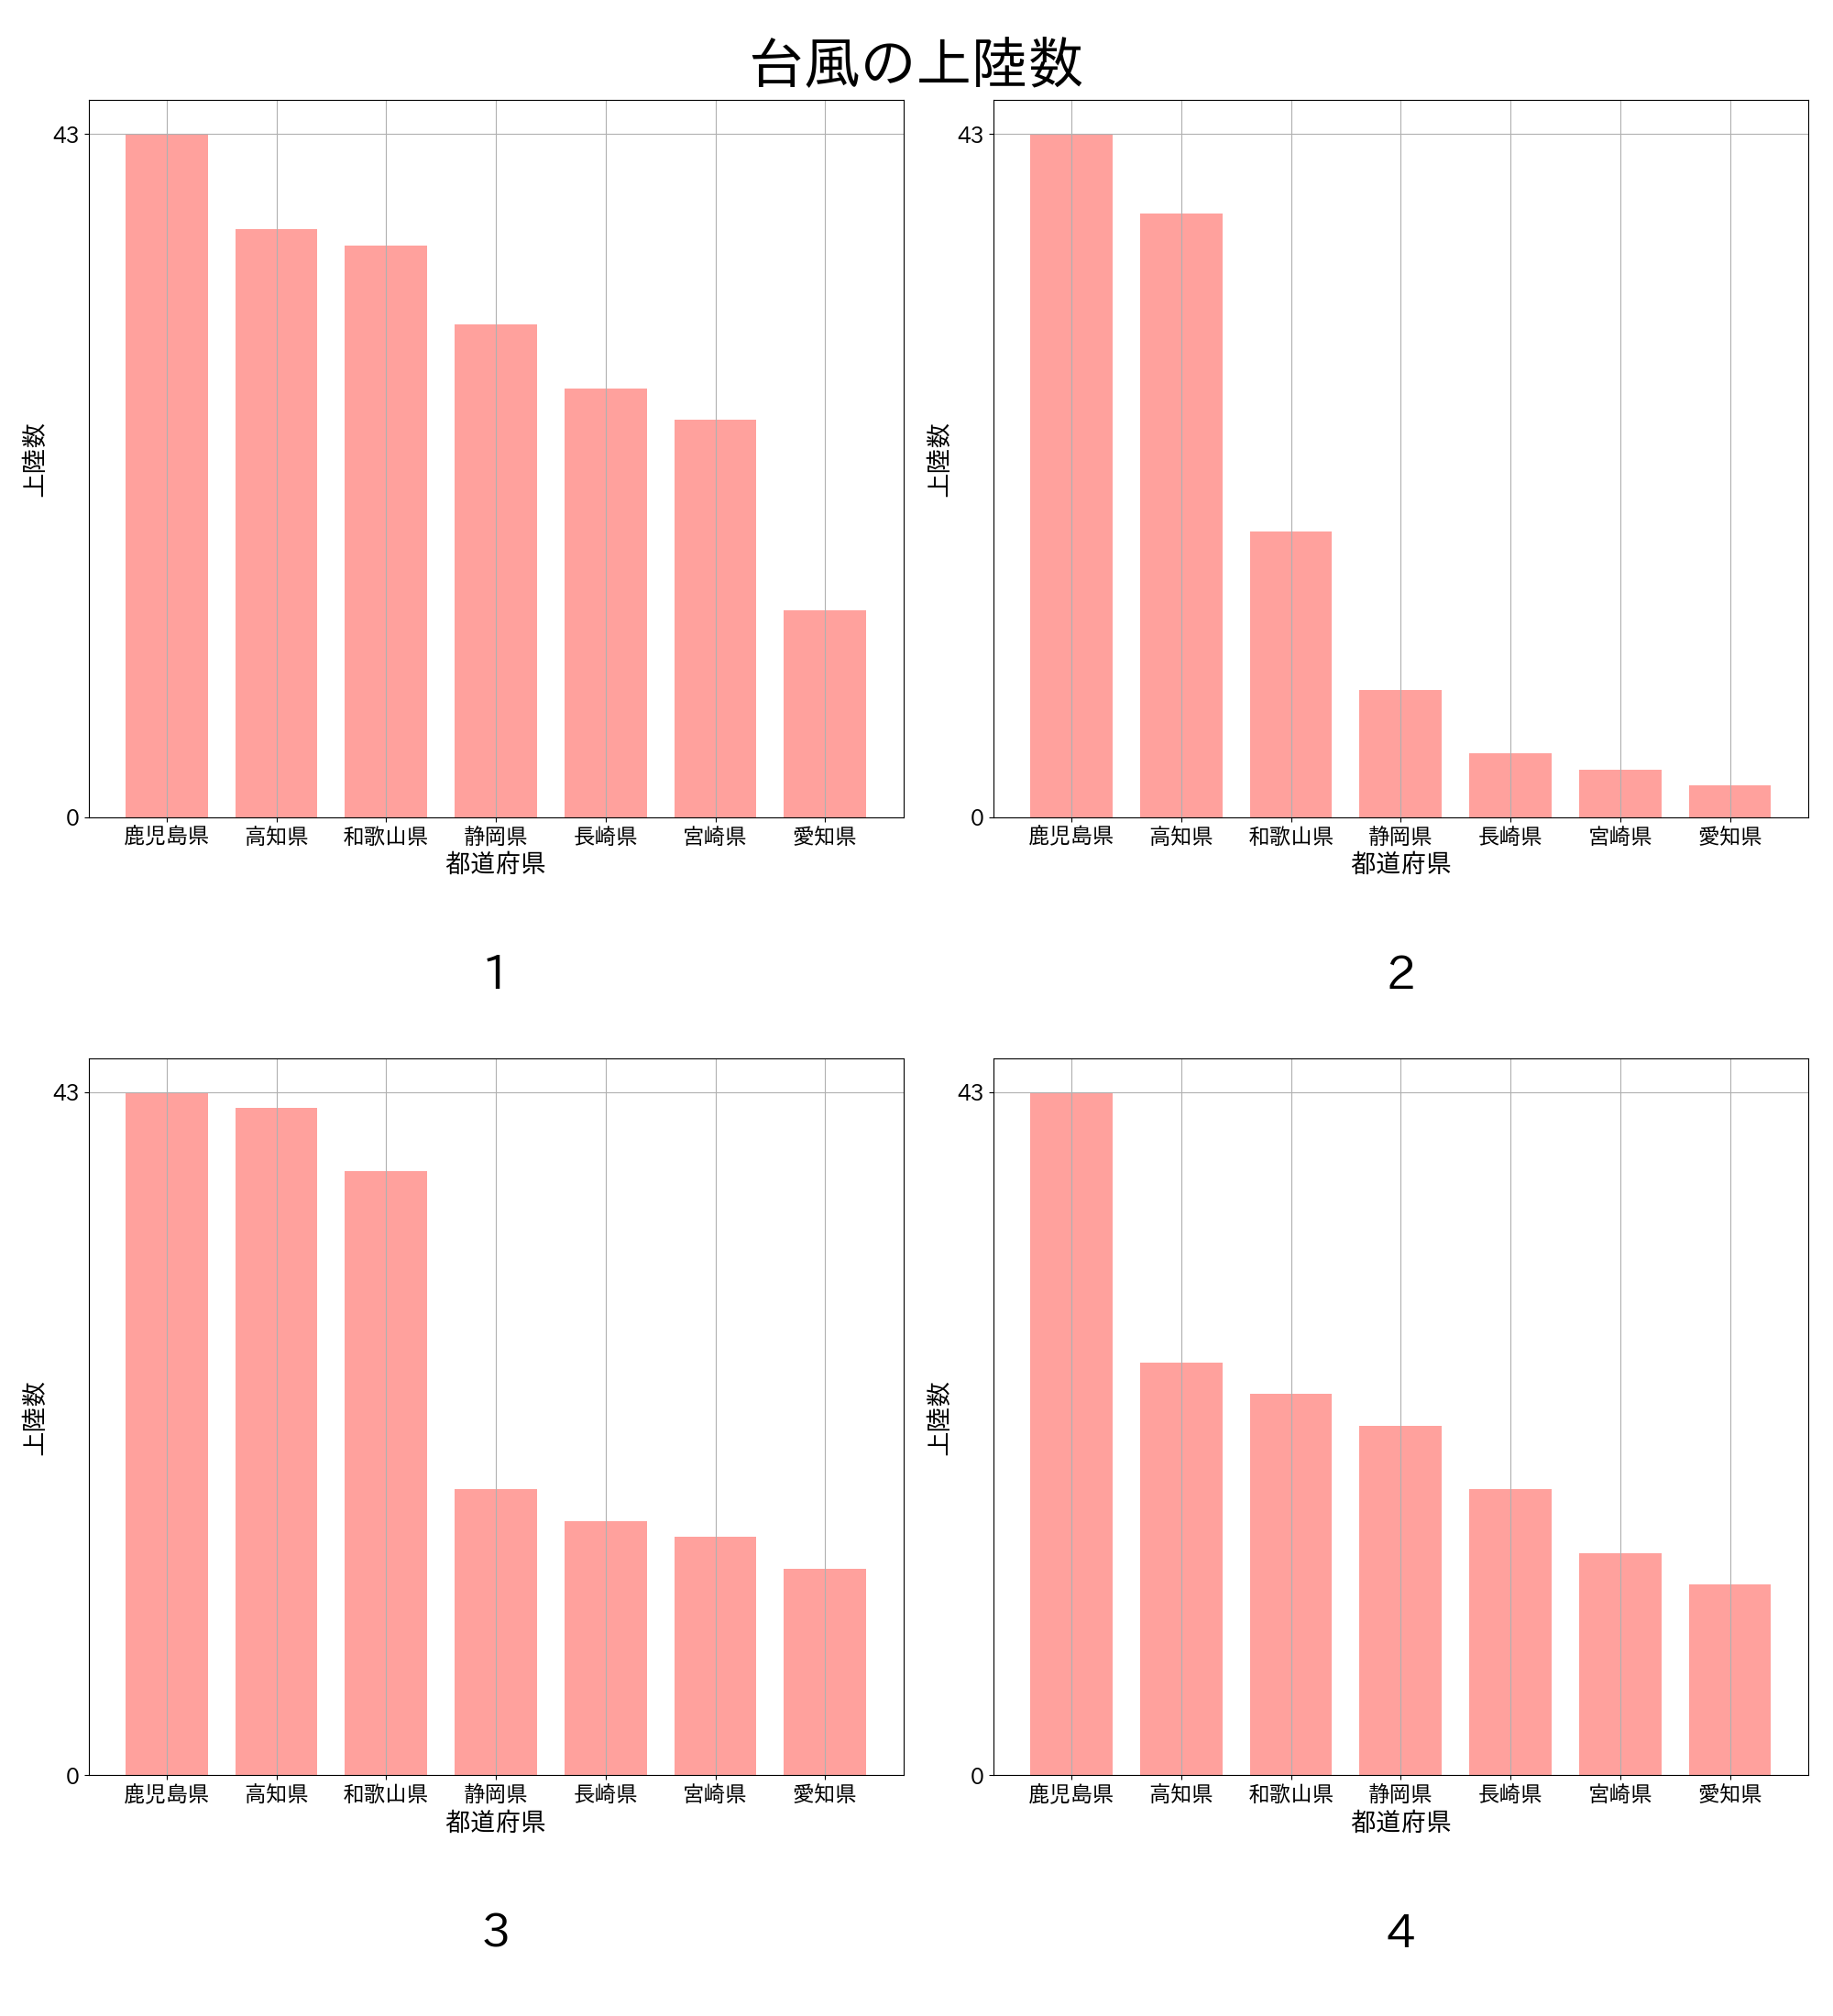 台風の上陸数
43
0
上陸数
鹿児島県 高知県 和歌山県 静岡県 長崎県 宮崎県 愛知県
都道府県
1
43
0
上陸数
鹿児島県 高知県 和歌山県 静岡県 長崎県 宮崎県 愛知県
都道府県
2
43
0
上陸数
鹿児島県 高知県 和歌山県 静岡県 長崎県 宮崎県 愛知県
都道府県
3
43
0
上陸数
鹿児島県 高知県 和歌山県 静岡県 長崎県 宮崎県 愛知県
都道府県
4